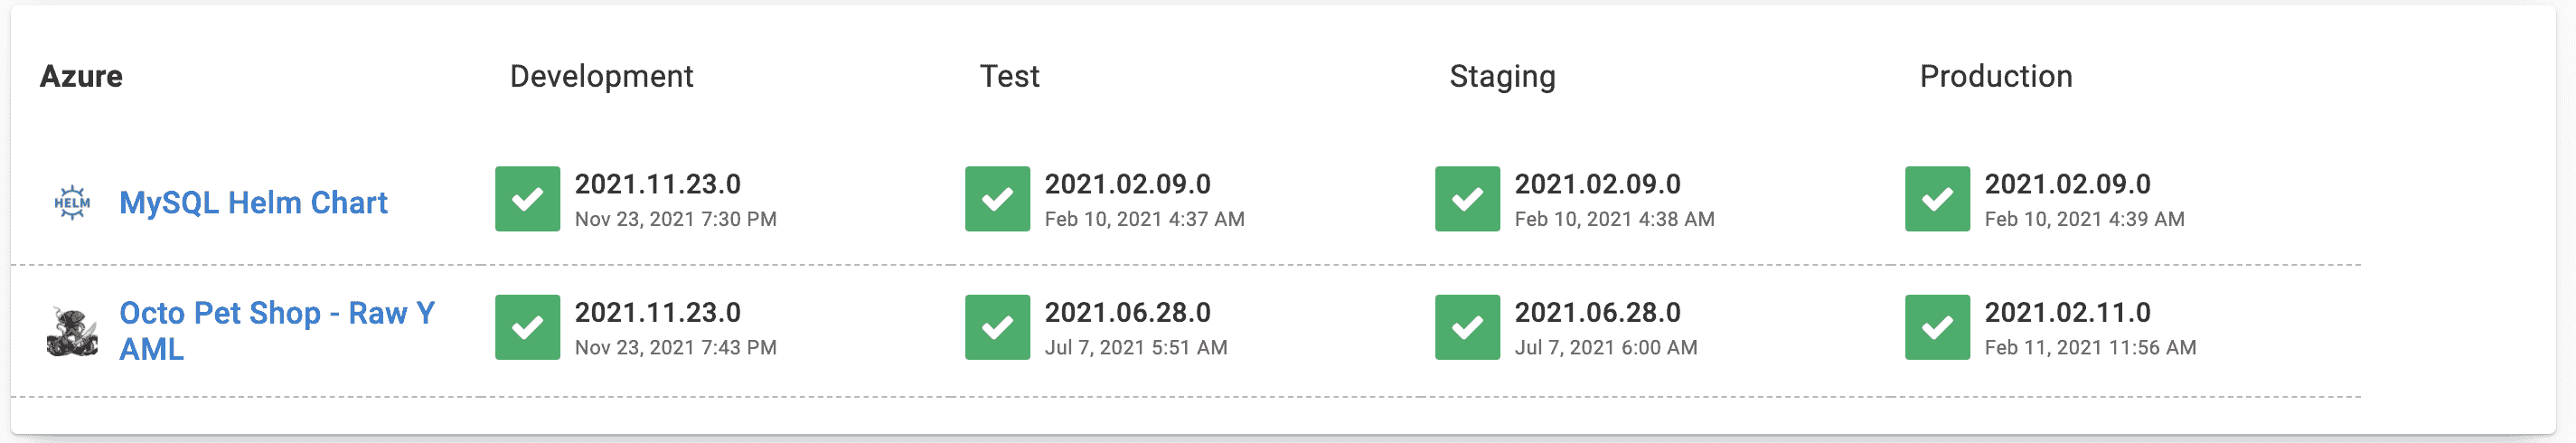 Azure Development Test Staging Production
HELM MySQL Helm Chart
2021.11.23.0
Nov 23, 2021 7:30 PM
2021.02.09.0
Feb 10, 2021 4:37 AM
2021.02.09.0
Feb 10, 2021 4:38 AM
2021.02.09.0
Feb 10, 2021 4:39 AM
Octo Pet Shop - Raw Y
AML
2021.11.23.0
Nov 23, 2021 7:43 PM
2021.06.28.0
Jul 7, 2021 5:51 AM
2021.06.28.0
Jul 7, 2021 6:00 AM
2021.02.11.0
Feb 11, 2021 11:56 AM